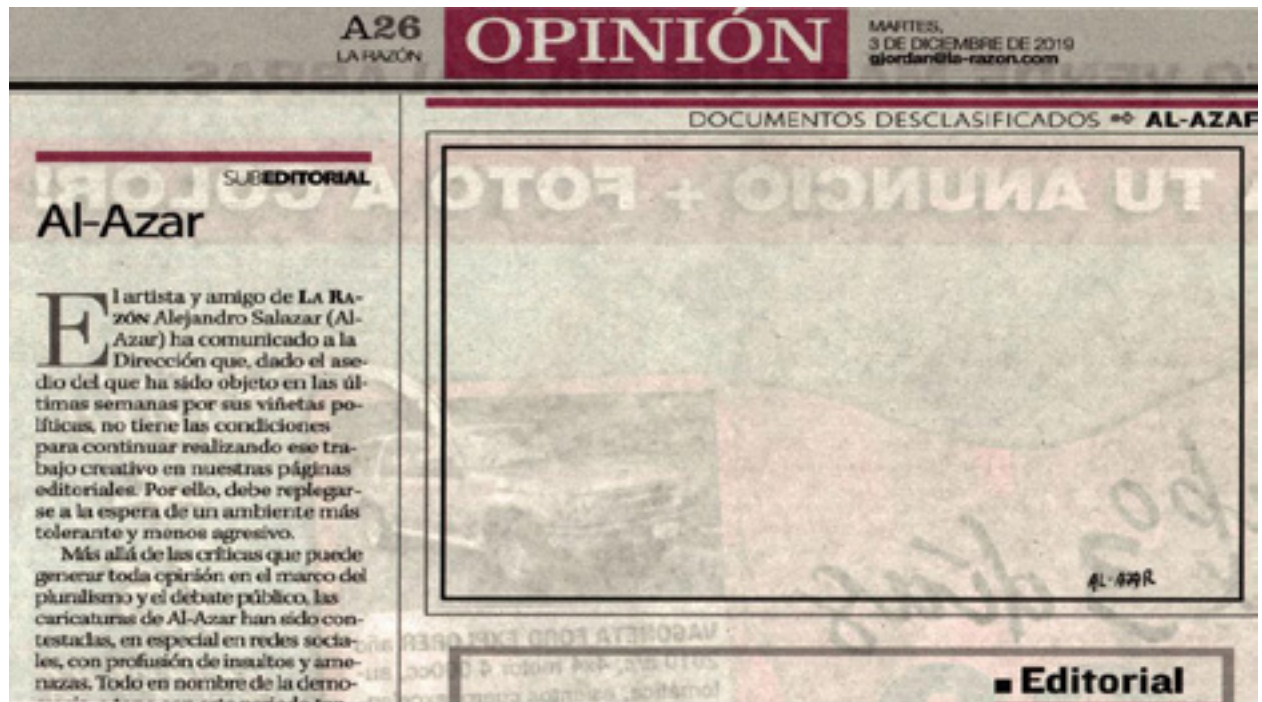 A26
LA RAZÓN
OPINIÓN
MARTES,
3 DE DICIEMBRE DE 2019
gjordan@la-razon.com
SUBEDITORIAL
Al-Azar
El artista y amigo de LA RA-
ZÓN Alejandro Salazar (Al-
Azar) ha comunicado a la
Dirección que, dado el ase-
dio del que ha sido objeto en las úl-
timas semanas por sus viñetas po-
líticas, no tiene las condiciones
para continuar realizando ese tra-
bajo creativo en nuestras páginas
editoriales. Por ello, debe replegar-
se a la espera de un ambiente más
tolerante y menos agresivo.
Más allá de las críticas que puede
generar toda opinión en el marco del
pluralismo y el debate público, las
caricaturas de Al-Azar han sido con-
testadas, en especial en redes socia-
les, con profusión de insultos y ame-
nazas. Todo en nombre de la demo-
DOCUMENTOS DESCLASIFICADOS AL-AZAR
AL-AZAR
Editorial